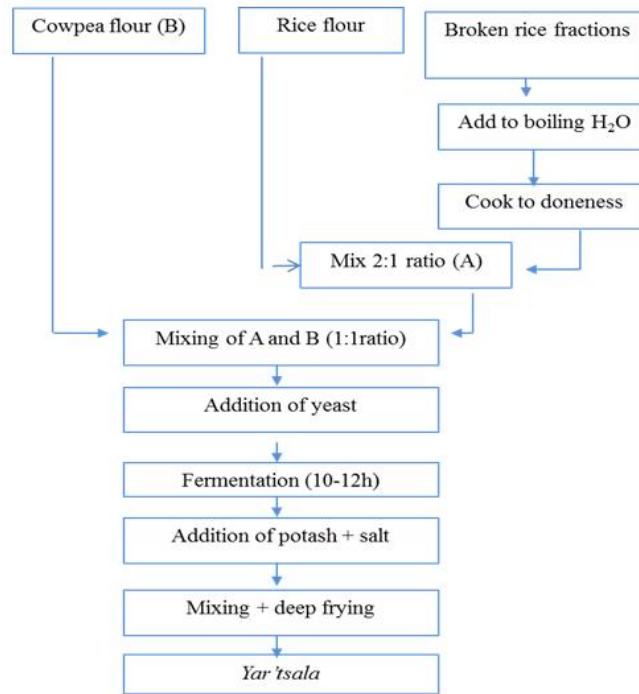 Cowpea flour (B)
Rice flour
Broken rice fractions
Add to boiling H₂O
Cook to doneness
Mix 2:1 ratio (A)
Mixing of A and B (1:1ratio)
Addition of yeast
Fermentation (10-12h)
Addition of potash + salt
Mixing + deep frying
Yar 'tsala